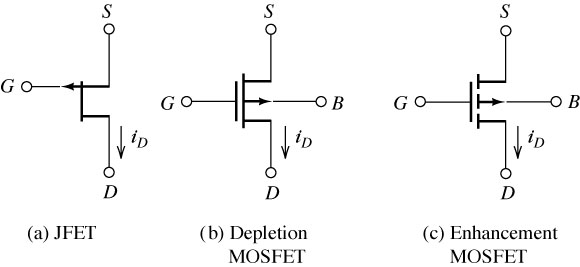 S S S
G G B G B
i_D i_D i_D
D D D
(a) JFET (b) Depletion (c) Enhancement
MOSFET MOSFET